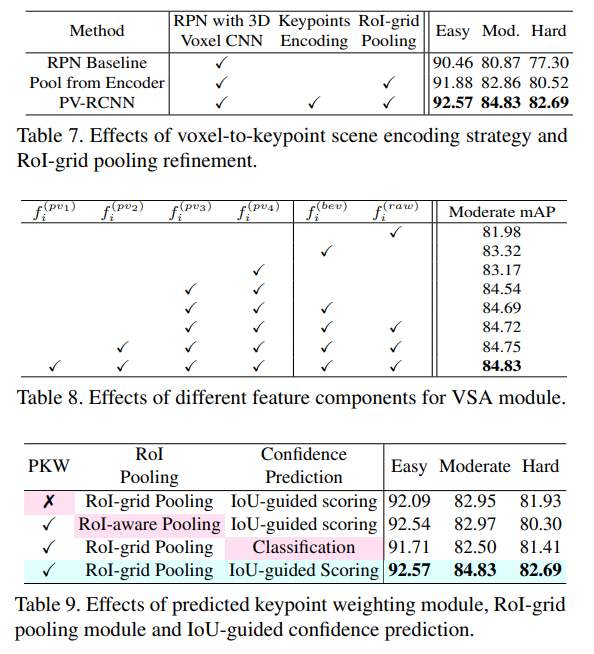 Method RPN with 3D Voxel CNN Keypoints Encoding RoI-grid Pooling Easy Mod. Hard
RPN Baseline ✓ 90.46 80.87 77.30
Pool from Encoder ✓ ✓ 91.88 82.86 80.52
PV-RCNN ✓ ✓ ✓ 92.57 84.83 82.69
Table 7. Effects of voxel-to-keypoint scene encoding strategy and
RoI-grid pooling refinement.
f_i^{(pv_1)} f_i^{(pv_2)} f_i^{(pv_3)} f_i^{(pv_4)} f_i^{(bev)} f_i^{(raw)} Moderate mAP
✓ 81.98
✓ 83.32
✓ 83.17
✓ ✓ 84.54
✓ ✓ ✓ 84.69
✓ ✓ ✓ ✓ 84.72
✓ ✓ ✓ ✓ ✓ 84.75
✓ ✓ ✓ ✓ ✓ ✓ 84.83
Table 8. Effects of different feature components for VSA module.
PKW RoI Pooling Confidence Prediction Easy Moderate Hard
✗ RoI-grid Pooling IoU-guided scoring 92.09 82.95 81.93
✓ RoI-aware Pooling IoU-guided scoring 92.54 82.97 80.30
✓ RoI-grid Pooling Classification 91.71 82.50 81.41
✓ RoI-grid Pooling IoU-guided Scoring 92.57 84.83 82.69
Table 9. Effects of predicted keypoint weighting module, RoI-grid
pooling module and IoU-guided confidence prediction.